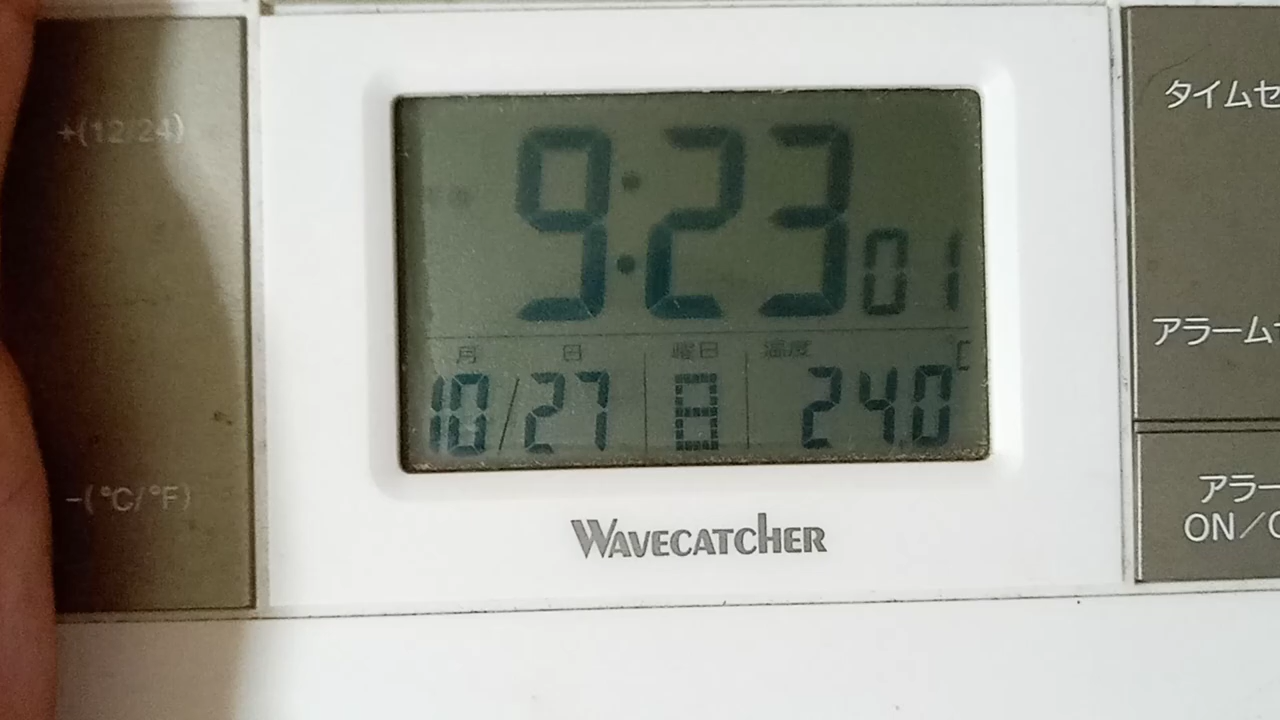 +(12/24)
タイムセ
9:23 01
アラーム
月 日 曜日 温度
10/27 日 24.0 °C
-(°C/°F)
アラー
ON/O
WAVECATCHER